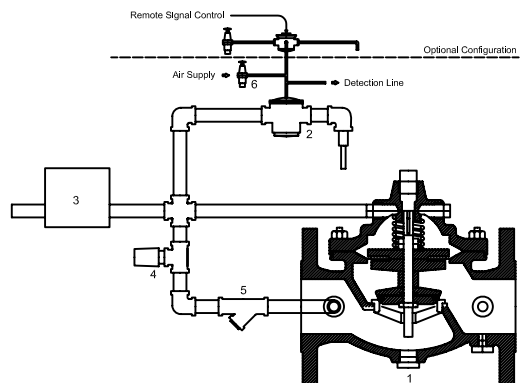 Remote SIgnal Control
Optional Configuration
Air Supply
6
Detection Line
2
3
4
5
1